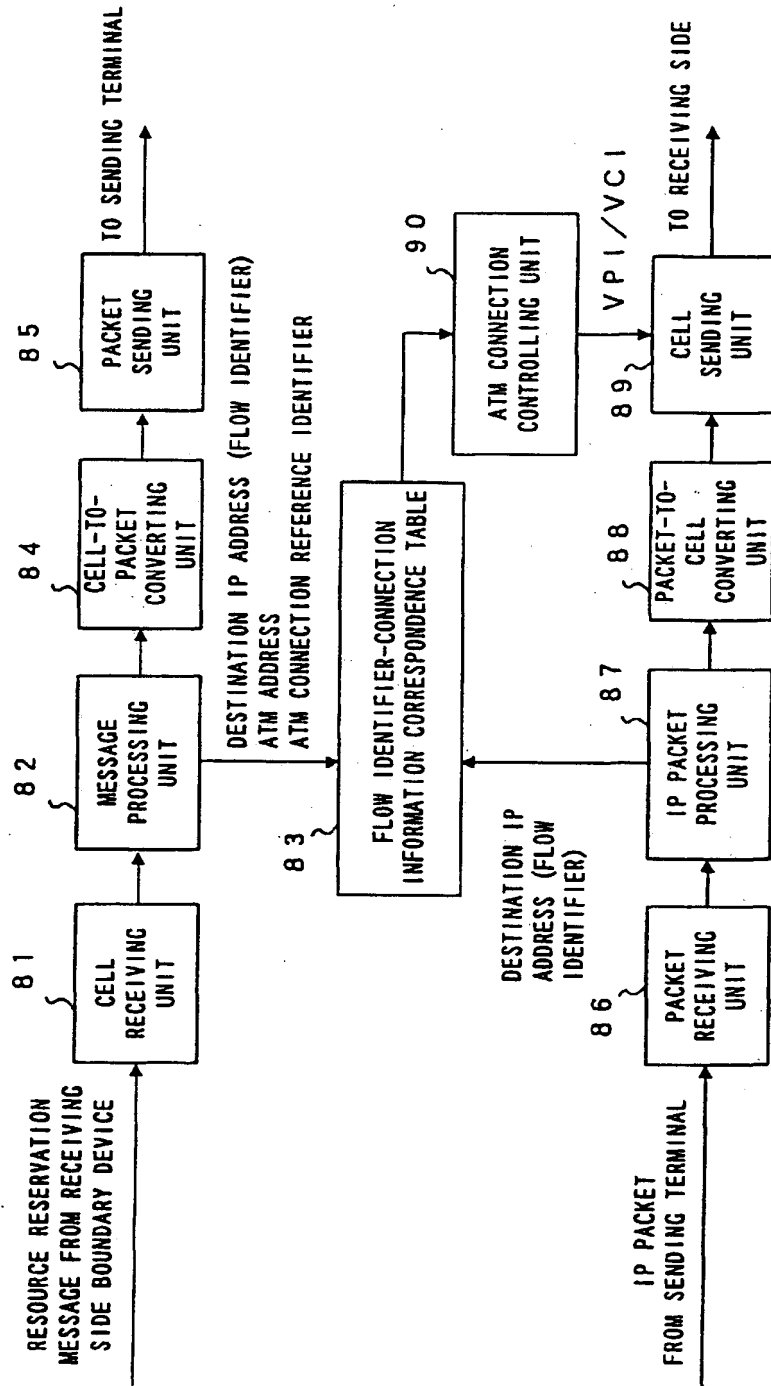 RESOURCE RESERVATION
MESSAGE FROM RECEIVING
SIDE BOUNDARY DEVICE
81
CELL
RECEIVING
UNIT
82
MESSAGE
PROCESSING
UNIT
84
CELL-TO-
PACKET
CONVERTING
UNIT
85
PACKET
SENDING
UNIT
TO SENDING TERMINAL
DESTINATION IP ADDRESS (FLOW IDENTIFIER)
ATM ADDRESS
ATM CONNECTION REFERENCE IDENTIFIER
83
FLOW IDENTIFIER-CONNECTION
INFORMATION CORRESPONDENCE TABLE
90
ATM CONNECTION
CONTROLLING UNIT
VPI/VCI
DESTINATION IP
ADDRESS (FLOW
IDENTIFIER)
IP PACKET
FROM SENDING TERMINAL
86
PACKET
RECEIVING
UNIT
87
IP PACKET
PROCESSING
UNIT
88
PACKET-TO-
CELL
CONVERTING
UNIT
89
CELL
SENDING
UNIT
TO RECEIVING SIDE